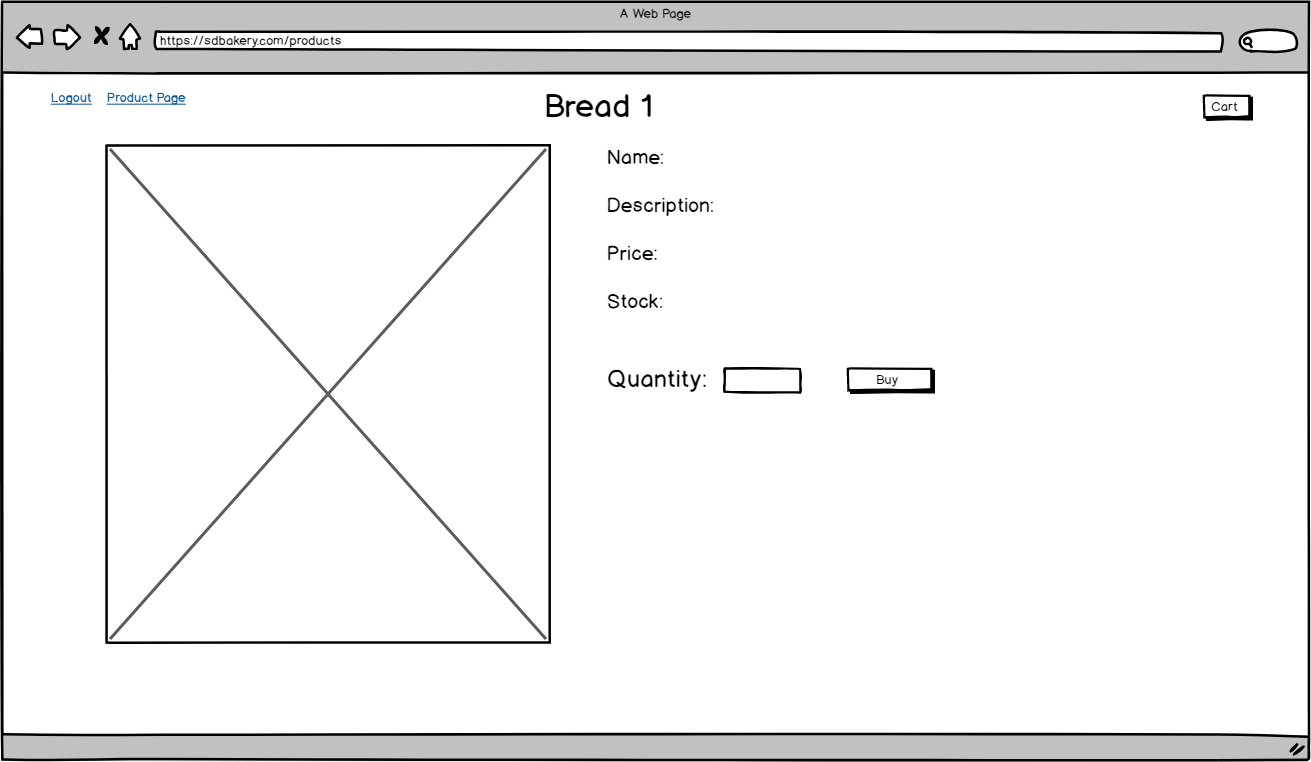 A Web Page
https://sdbakery.com/products
Logout Product Page
Bread 1
Cart
Name:
Description:
Price:
Stock:
Quantity:
Buy